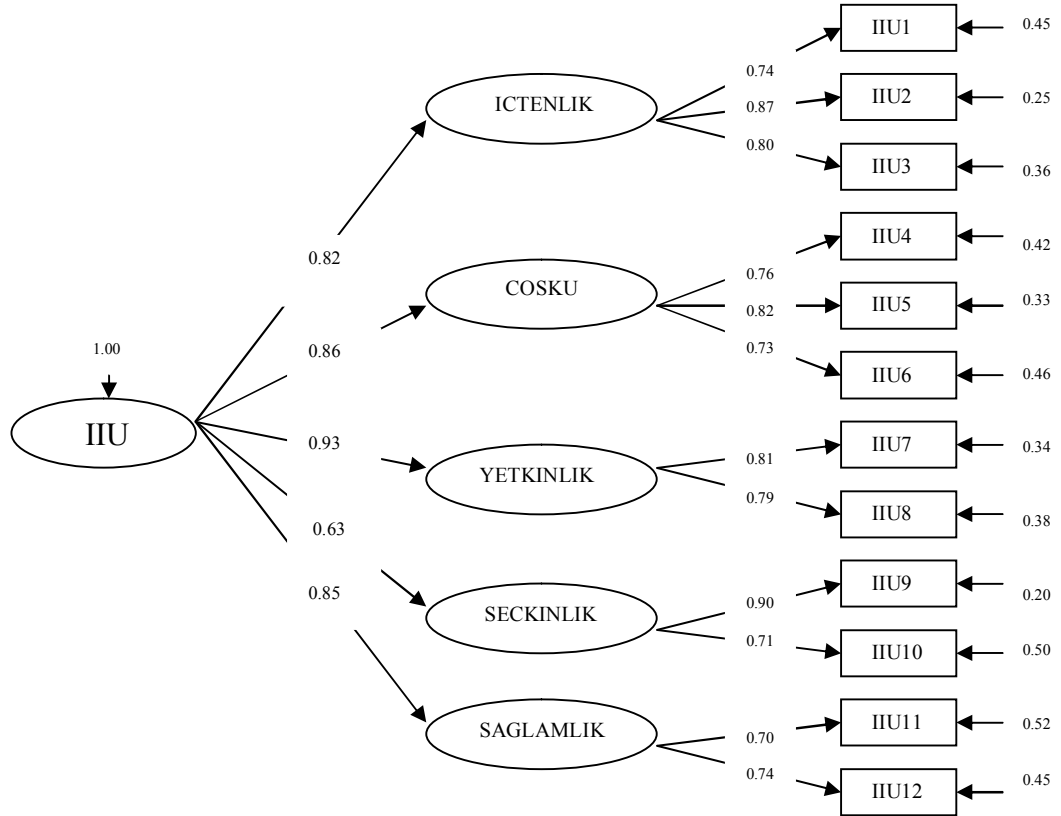 IIU1
0.45
0.74
ICTENLIK
0.87
IIU2
0.25
0.80
IIU3
0.36
0.82
IIU4
0.42
0.76
COSKU
0.82
IIU5
0.33
0.73
0.86
IIU6
0.46
1.00
IIU
0.93
0.81
IIU7
0.34
YETKINLIK
0.79
IIU8
0.38
0.63
0.85
0.90
IIU9
0.20
SECKINLIK
0.71
IIU10
0.50
SAGLAMLIK
0.70
IIU11
0.52
0.74
IIU12
0.45